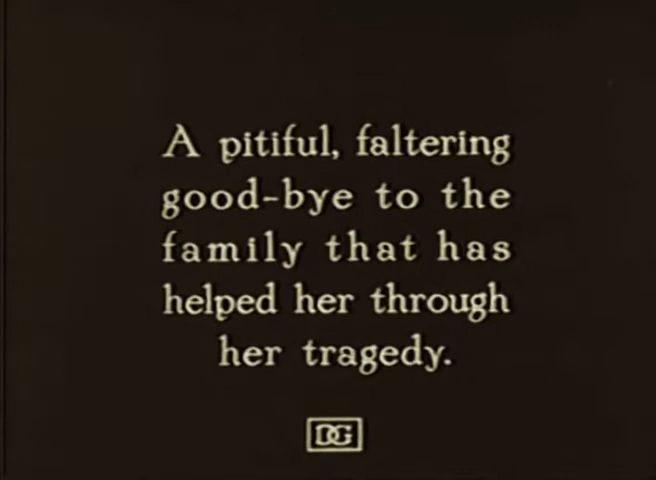 A pitiful, faltering
good-bye to the
family that has
helped her through
her tragedy.
DG